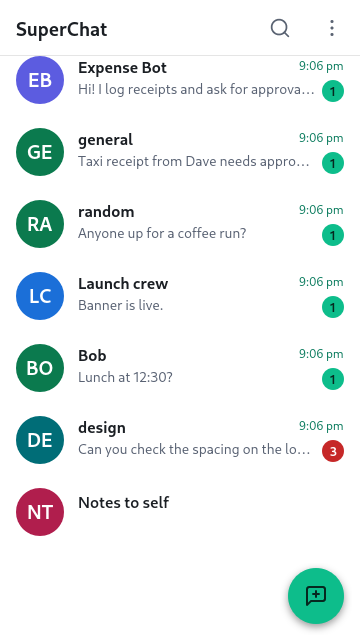 SuperChat
EB
Expense Bot
9:06 pm
Hi! I log receipts and ask for approva…
1
GE
general
9:06 pm
Taxi receipt from Dave needs appro…
1
RA
random
9:06 pm
Anyone up for a coffee run?
1
LC
Launch crew
9:06 pm
Banner is live.
1
BO
Bob
9:06 pm
Lunch at 12:30?
1
DE
design
9:06 pm
Can you check the spacing on the lo…
3
NT
Notes to self